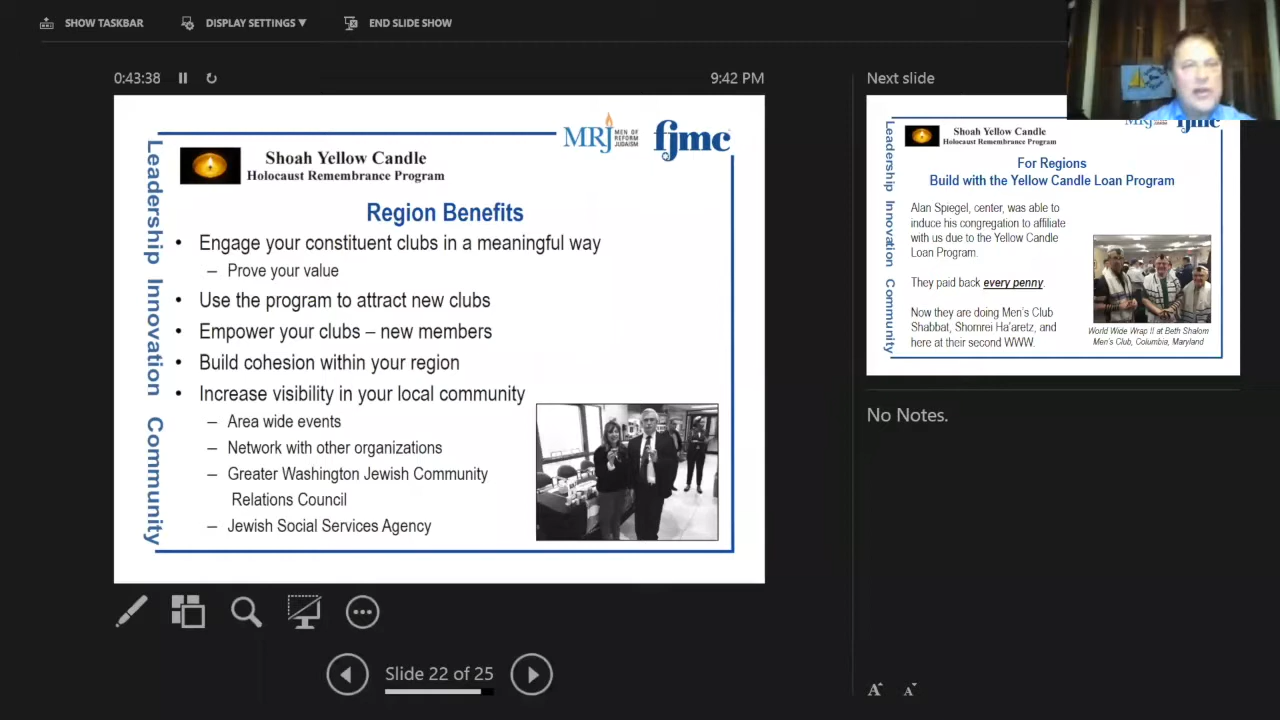 SHOW TASKBAR
DISPLAY SETTINGS ▼
END SLIDE SHOW
0:43:38
9:42 PM
MRJ MEN OF REFORM JUDAISM
fjmc
Leadership Innovation Community
Shoah Yellow Candle
Holocaust Remembrance Program
Region Benefits
• Engage your constituent clubs in a meaningful way
– Prove your value
• Use the program to attract new clubs
• Empower your clubs – new members
• Build cohesion within your region
• Increase visibility in your local community
– Area wide events
– Network with other organizations
– Greater Washington Jewish Community
Relations Council
– Jewish Social Services Agency
Slide 22 of 25
Next slide
MRJ
fjmc
Leadership Innovation Community
Shoah Yellow Candle
Holocaust Remembrance Program
For Regions
Build with the Yellow Candle Loan Program
Alan Spiegel, center, was able to
induce his congregation to affiliate
with us due to the Yellow Candle
Loan Program.
They paid back every penny.
Now they are doing Men's Club
Shabbat, Shomrei Ha'aretz, and
here at their second WWW.
World Wide Wrap II at Beth Shalom
Men's Club, Columbia, Maryland
No Notes.
A A